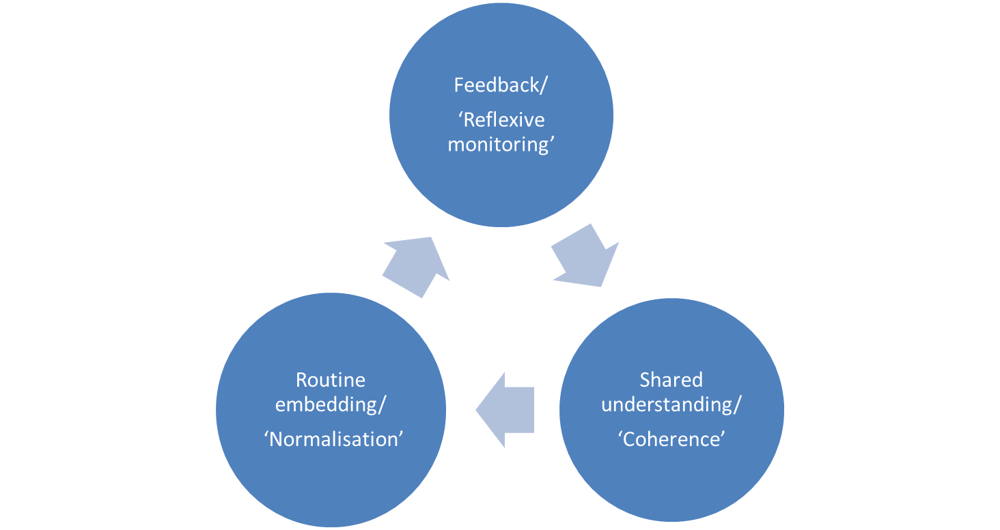 Feedback/
‘Reflexive
monitoring’
Shared
understanding/
‘Coherence’
Routine
embedding/
‘Normalisation’